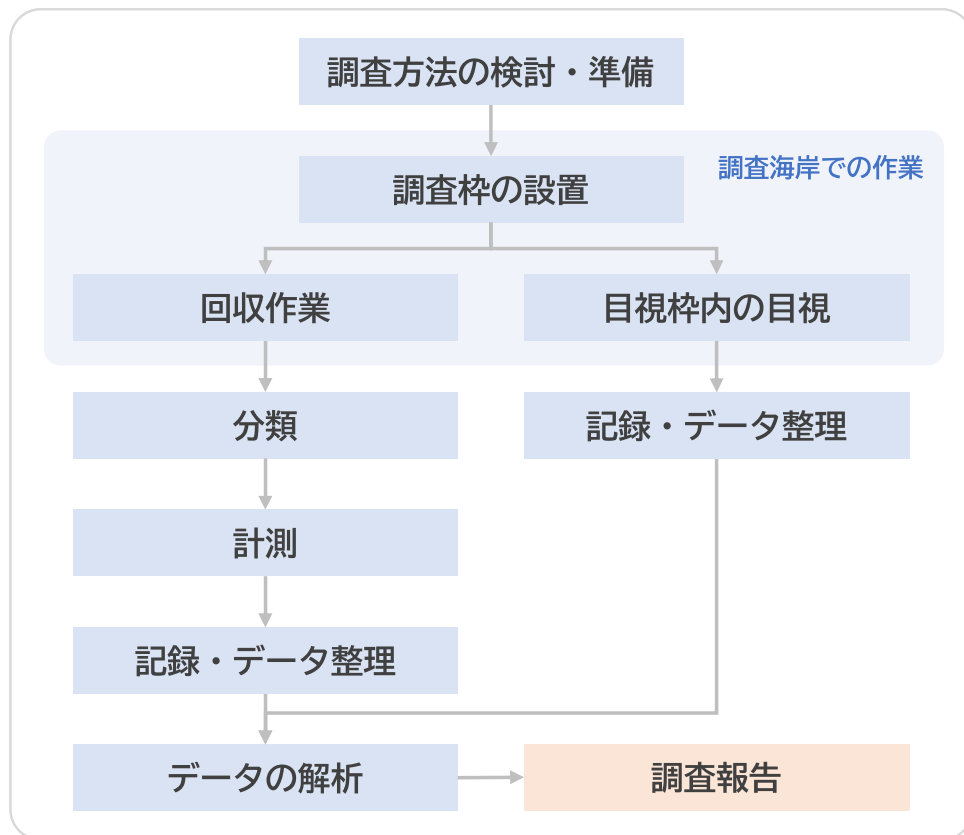 調査方法の検討・準備
調査海岸での作業
調査枠の設置
回収作業
目視枠内の目視
分類
記録・データ整理
計測
記録・データ整理
データの解析
調査報告